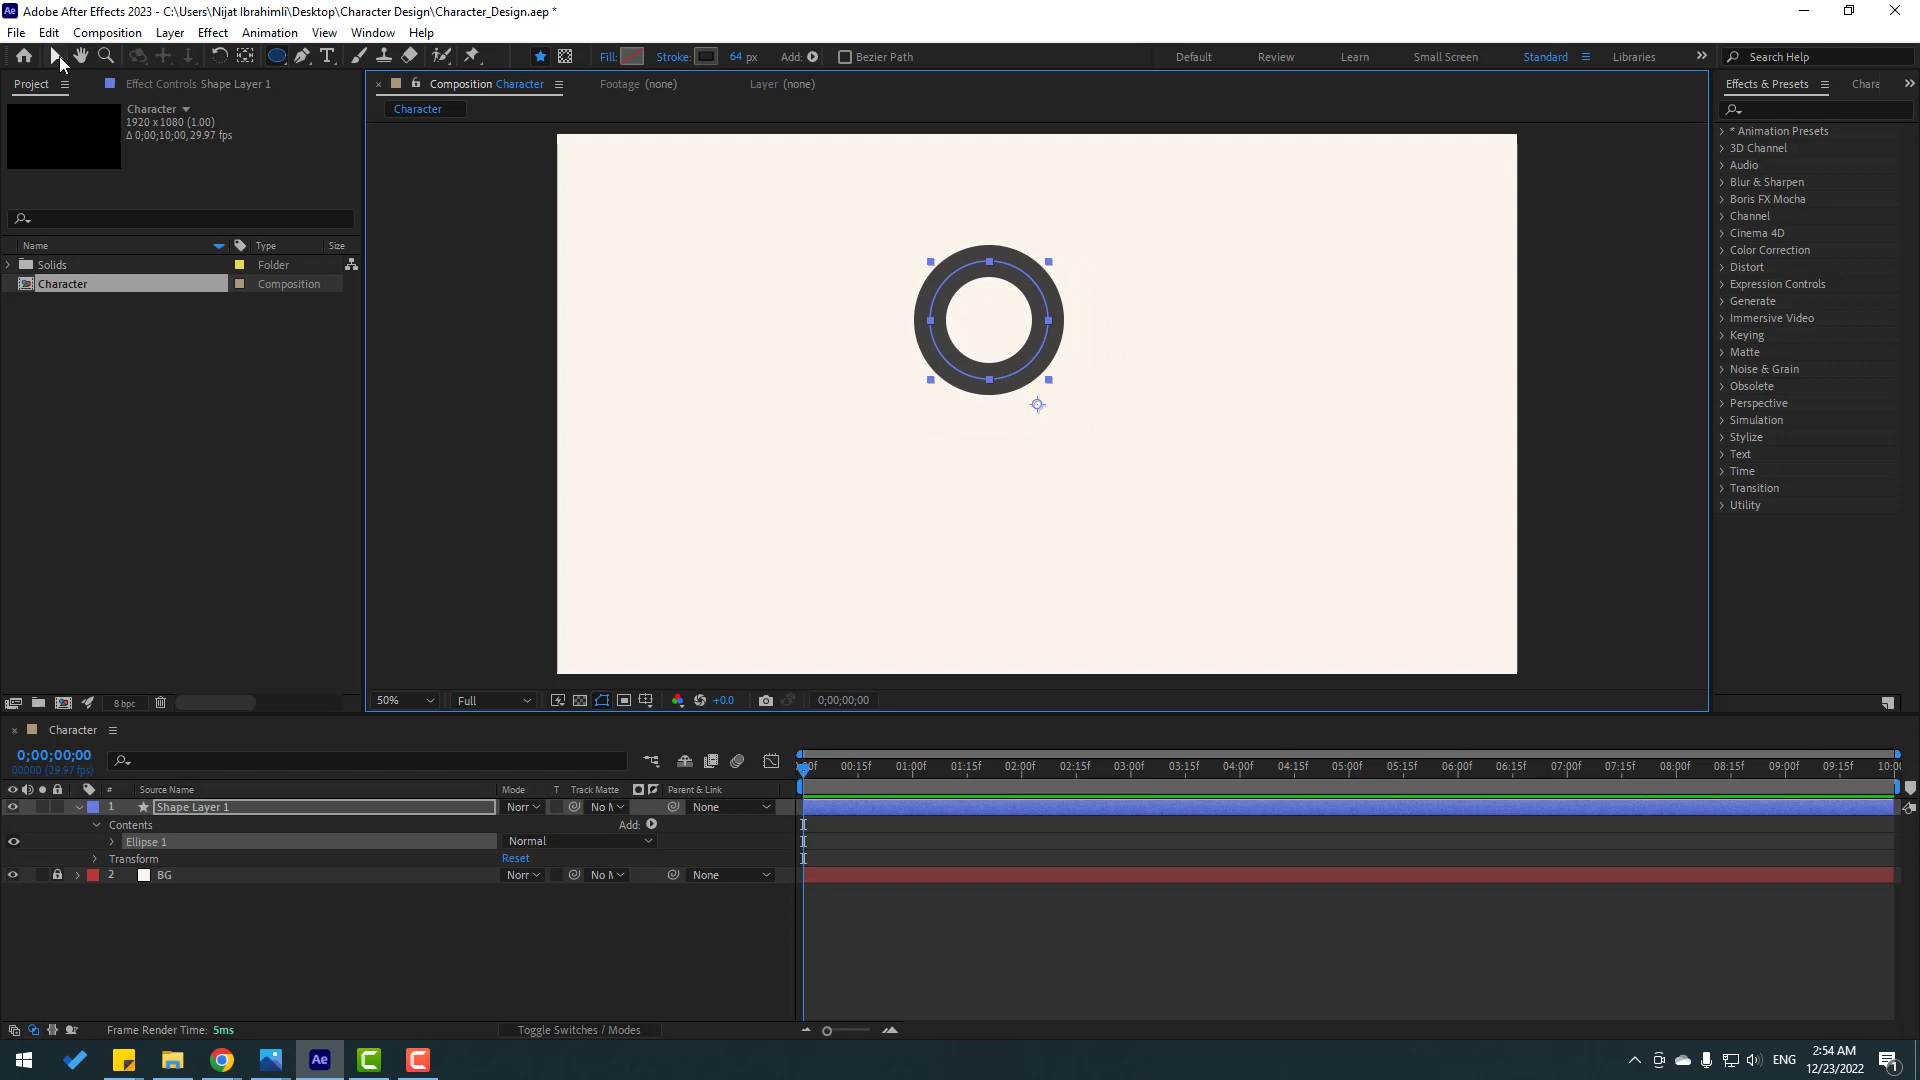 Adobe After Effects 2023 - C:\Users\Nijat Ibrahimli\Desktop\Character Design\Character_Design.aep *
File Edit Composition Layer Effect Animation View Window Help
Fill: Stroke: 64 px Add: Bezier Path Default Review Learn Small Screen Standard Libraries Search Help
Project Effect Controls Shape Layer 1 Composition Character Footage (none) Layer (none) Effects & Presets
Character
1920 x 1080 (1.00)
Δ 0;00;10;00, 29.97 fps
Character
* Animation Presets
3D Channel
Audio
Blur & Sharpen
Boris FX Mocha
Channel
Cinema 4D
Color Correction
Distort
Expression Controls
Generate
Immersive Video
Keying
Matte
Noise & Grain
Obsolete
Perspective
Simulation
Stylize
Text
Time
Transition
Utility
Name Type Size
Solids Folder
Character Composition
8 bpc 50% Full +0.0 0;00;00;00
Character
0;00;00;00
00000 (29.97 fps)
00:15f 01:00f 01:15f 02:00f 02:15f 03:00f 03:15f 04:00f 04:15f 05:00f 05:15f 06:00f 06:15f 07:00f 07:15f 08:00f 08:15f 09:00f 09:15f
# Source Name Mode T Track Matte Parent & Link
1 Shape Layer 1 Norr None
Contents Add:
Ellipse 1 Normal
Transform Reset
2 BG Norr None
Frame Render Time: 5ms Toggle Switches / Modes
Ae ENG 2:54 AM
12/23/2022